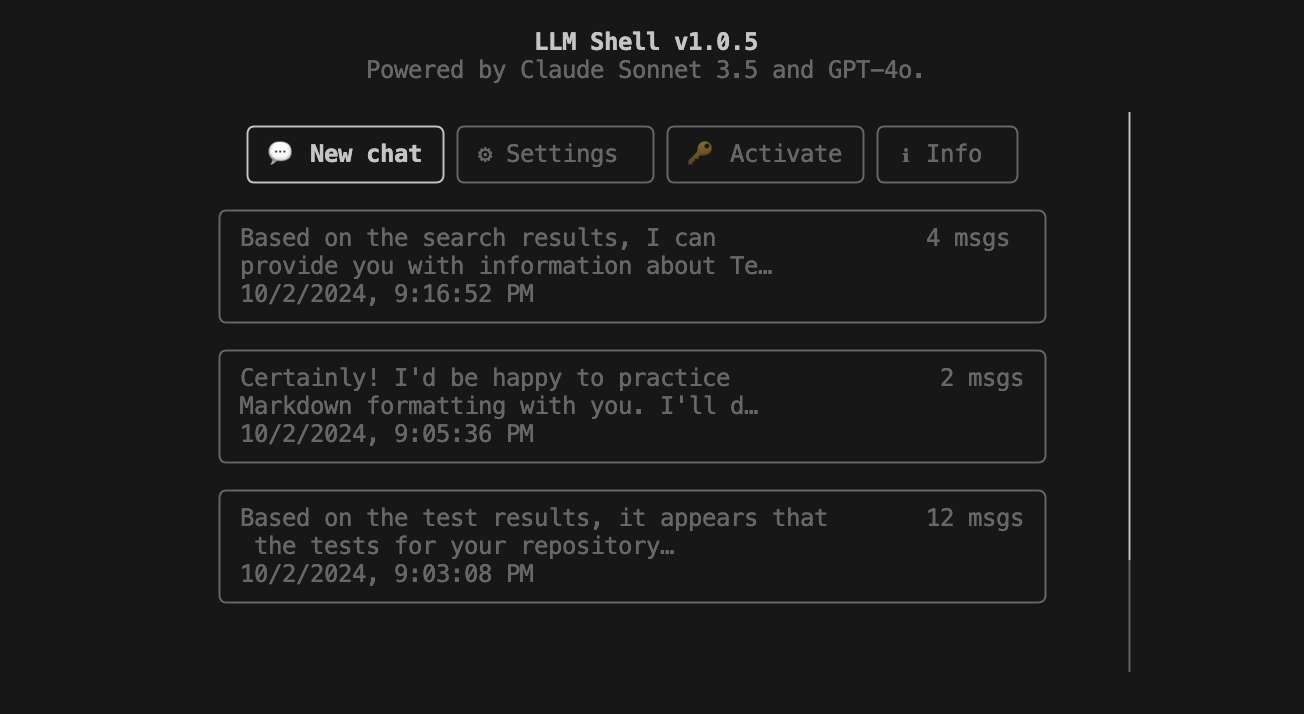 LLM Shell v1.0.5
Powered by Claude Sonnet 3.5 and GPT-4o.
💬 New chat ⚙ Settings 🔑 Activate ℹ Info
Based on the search results, I can 4 msgs
provide you with information about Te…
10/2/2024, 9:16:52 PM
Certainly! I'd be happy to practice 2 msgs
Markdown formatting with you. I'll d…
10/2/2024, 9:05:36 PM
Based on the test results, it appears that 12 msgs
the tests for your repository…
10/2/2024, 9:03:08 PM